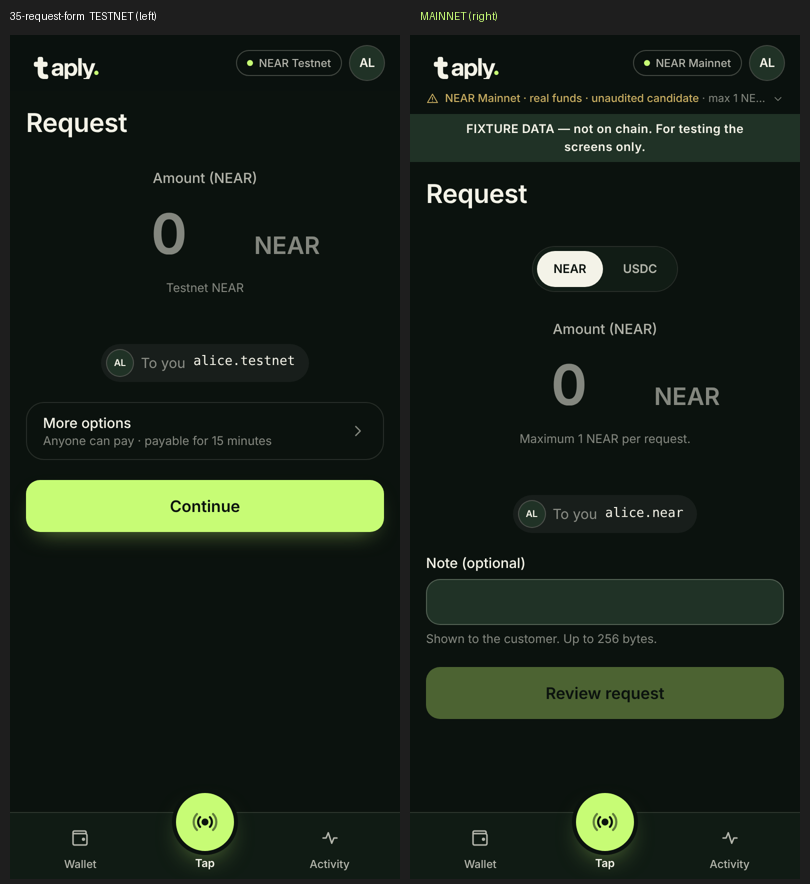 35-request-form TESTNET (left)
taply.
NEAR Testnet
AL
Request
Amount (NEAR)
0 NEAR
Testnet NEAR
AL To you alice.testnet
More options
Anyone can pay · payable for 15 minutes
Continue
Wallet
Tap
Activity
MAINNET (right)
taply.
NEAR Mainnet
AL
NEAR Mainnet · real funds · unaudited candidate · max 1 NE...
FIXTURE DATA — not on chain. For testing the
screens only.
Request
NEAR USDC
Amount (NEAR)
0 NEAR
Maximum 1 NEAR per request.
AL To you alice.near
Note (optional)
Shown to the customer. Up to 256 bytes.
Review request
Wallet
Tap
Activity